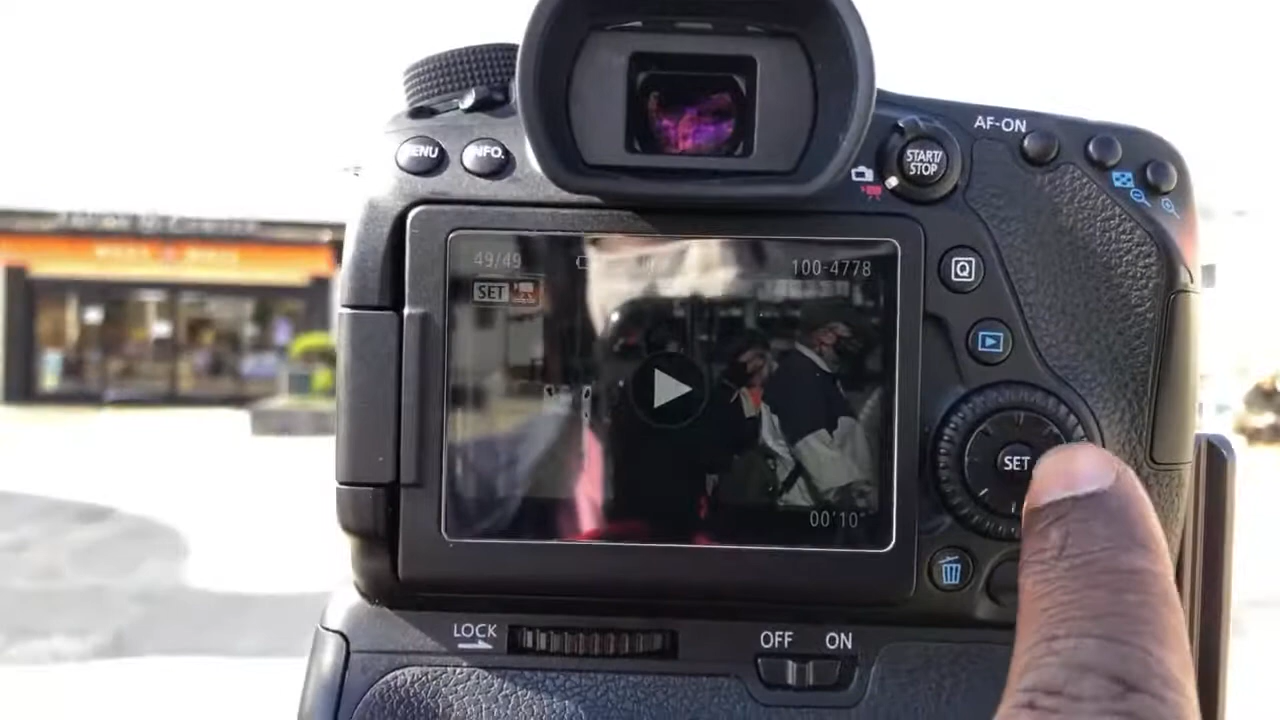 MENU
INFO.
START/
STOP
AF-ON
Q
49/49
100-4778
SET
SET
00'10"
LOCK
OFF ON